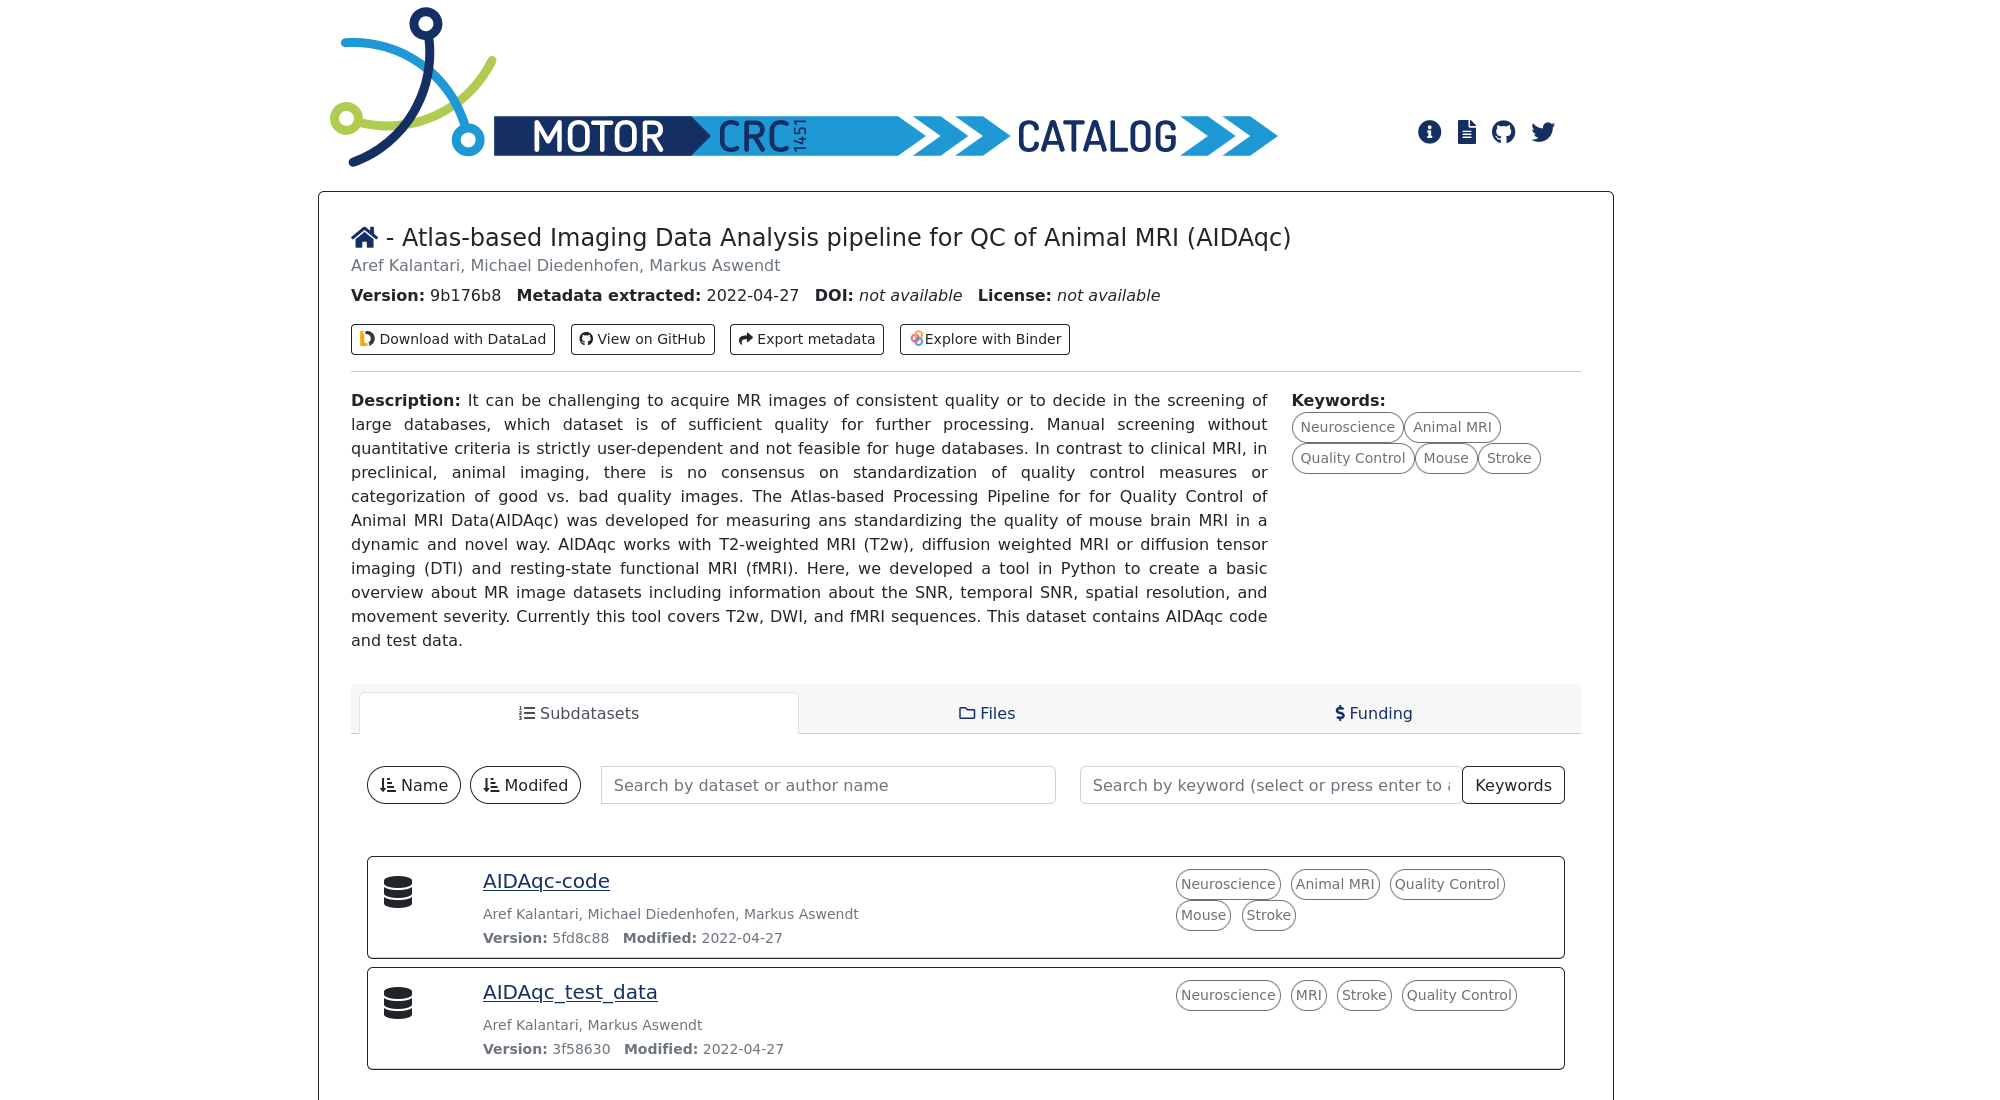 MOTOR CRC 1451 CATALOG
- Atlas-based Imaging Data Analysis pipeline for QC of Animal MRI (AIDAqc)
Aref Kalantari, Michael Diedenhofen, Markus Aswendt
Version: 9b176b8 Metadata extracted: 2022-04-27 DOI: not available License: not available
Download with DataLad View on GitHub Export metadata Explore with Binder
Description: It can be challenging to acquire MR images of consistent quality or to decide in the screening of
large databases, which dataset is of sufficient quality for further processing. Manual screening without
quantitative criteria is strictly user-dependent and not feasible for huge databases. In contrast to clinical MRI, in
preclinical, animal imaging, there is no consensus on standardization of quality control measures or
categorization of good vs. bad quality images. The Atlas-based Processing Pipeline for for Quality Control of
Animal MRI Data(AIDAqc) was developed for measuring ans standardizing the quality of mouse brain MRI in a
dynamic and novel way. AIDAqc works with T2-weighted MRI (T2w), diffusion weighted MRI or diffusion tensor
imaging (DTI) and resting-state functional MRI (fMRI). Here, we developed a tool in Python to create a basic
overview about MR image datasets including information about the SNR, temporal SNR, spatial resolution, and
movement severity. Currently this tool covers T2w, DWI, and fMRI sequences. This dataset contains AIDAqc code
and test data.
Keywords:
Neuroscience Animal MRI
Quality Control Mouse Stroke
Subdatasets Files Funding
Name Modifed Search by dataset or author name Search by keyword (select or press enter to a Keywords
AIDAqc-code
Aref Kalantari, Michael Diedenhofen, Markus Aswendt
Version: 5fd8c88 Modified: 2022-04-27
Neuroscience Animal MRI Quality Control
Mouse Stroke
AIDAqc_test_data
Aref Kalantari, Markus Aswendt
Version: 3f58630 Modified: 2022-04-27
Neuroscience MRI Stroke Quality Control